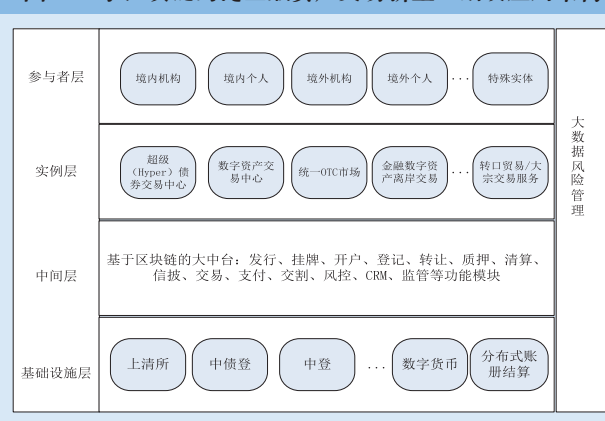 参与者层
境内机构
境内个人
境外机构
境外个人
...
特殊实体
实例层
超级
（Hyper）债
券交易中心
数字资产交
易中心
统一OTC市场
金融数字资
产离岸交易
...
转口贸易/大
宗交易服务
中间层
基于区块链的大中台：发行、挂牌、开户、登记、转让、质押、清算、
信披、交易、支付、交割、风控、CRM、监管等功能模块
基础设施层
上清所
中债登
中登
...
数字货币
分布式账
册结算
大
数
据
风
险
管
理